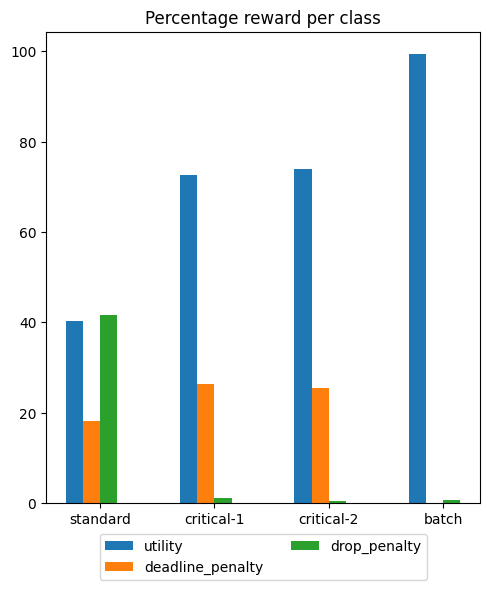 Percentage reward per class
100
80
60
40
20
0
standard critical-1 critical-2 batch
utility drop_penalty
deadline_penalty